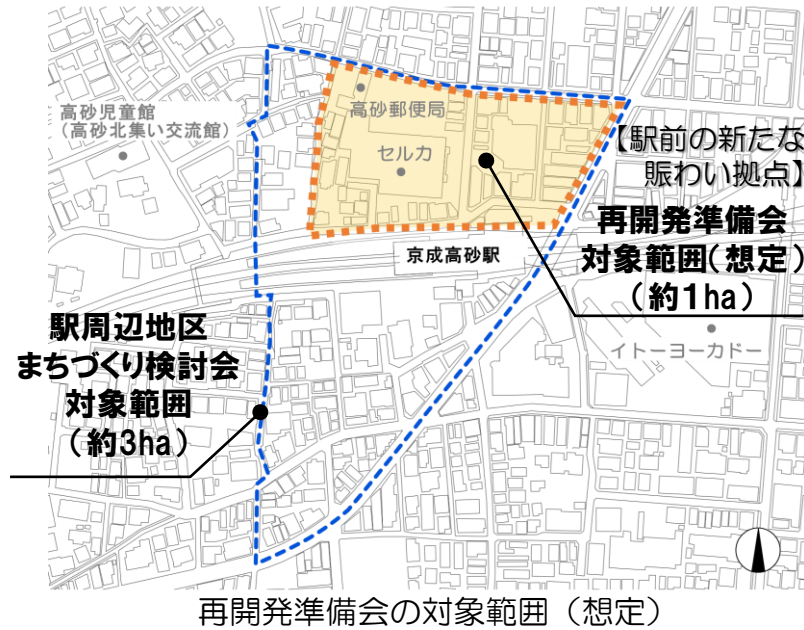 高砂児童館
（高砂北集い交流館）
高砂郵便局
セルカ
【駅前の新たな
賑わい拠点】
再開発準備会
対象範囲（想定）
（約1ha）
京成高砂駅
イトーヨーカドー
駅周辺地区
まちづくり検討会
対象範囲
（約3ha）
再開発準備会の対象範囲（想定）